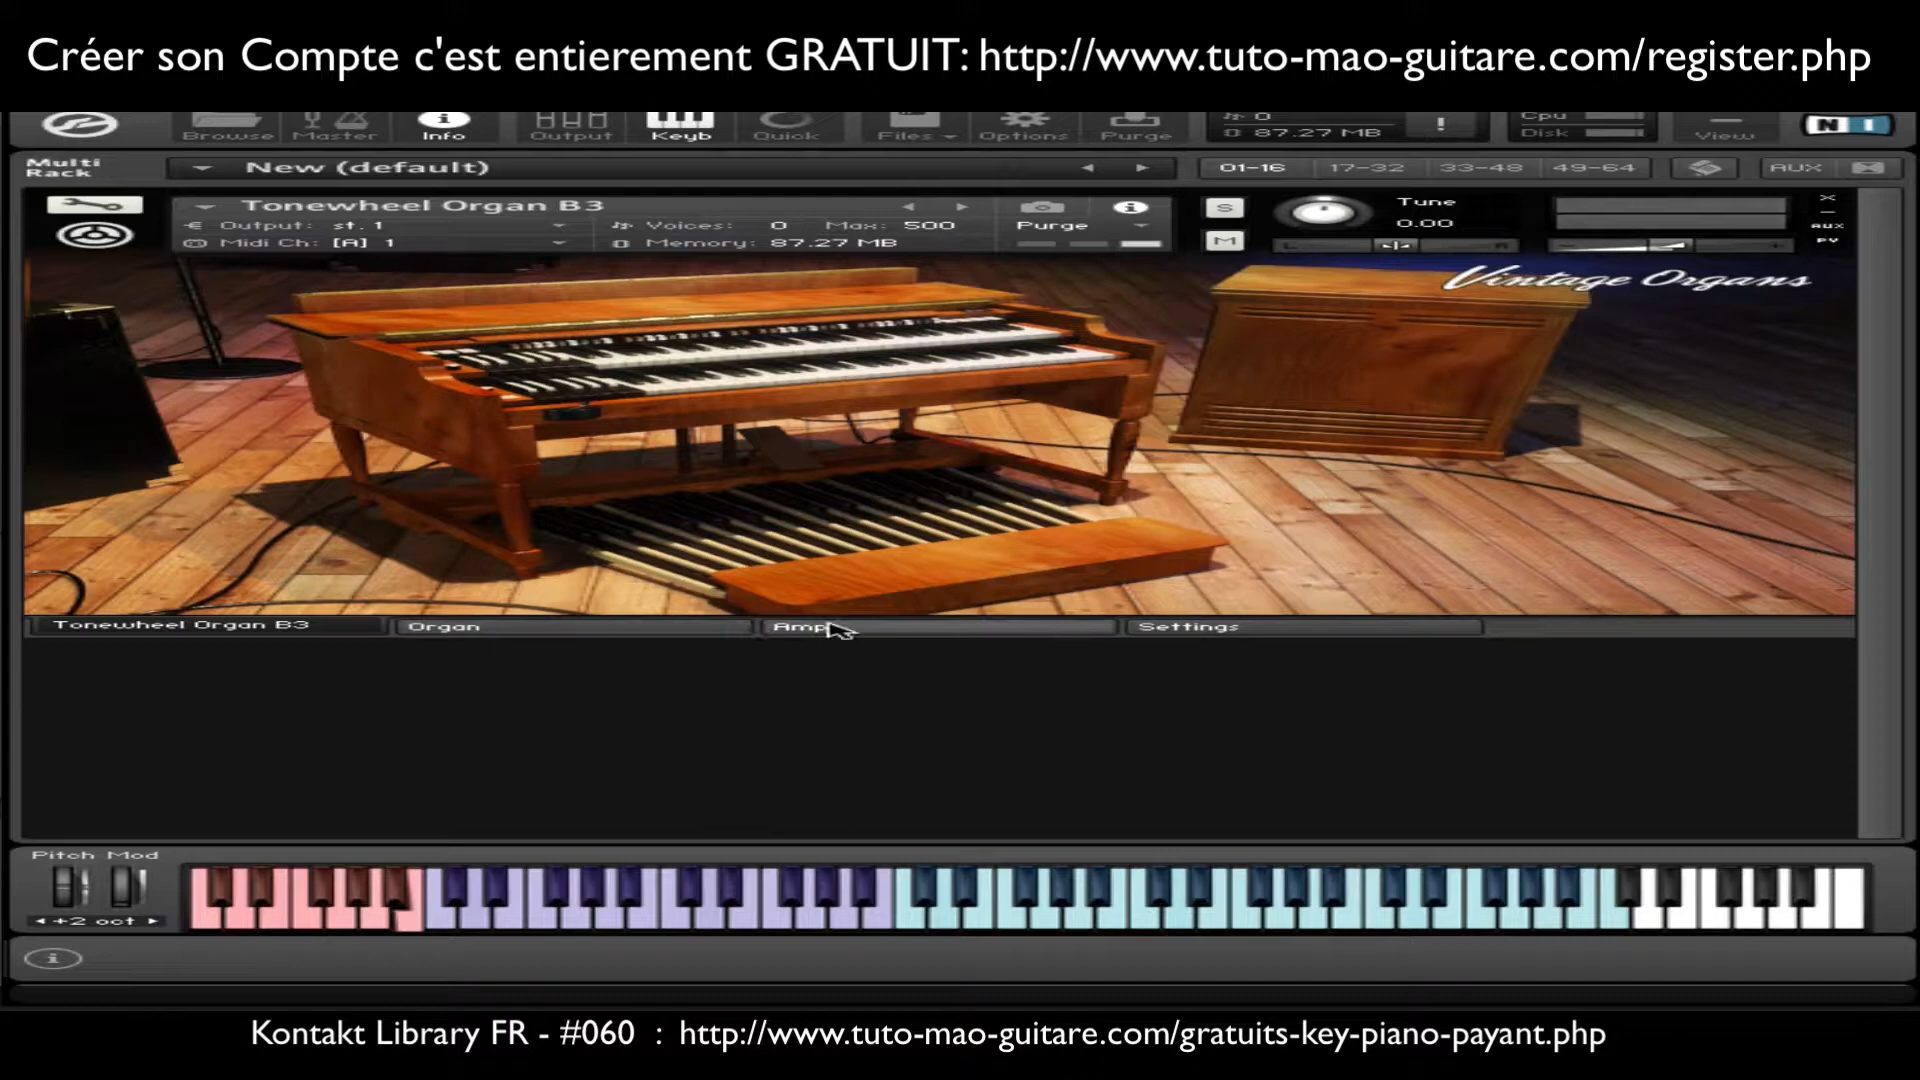 Créer son Compte c'est entierement GRATUIT: http://www.tuto-mao-guitare.com/register.php
Browse Master Info Output Keyb Quick Files Options Purge 0 87.27 MB ! Cpu Disk View NI
Multi Rack New (default) 01-16 17-32 33-48 49-64 AUX
Tonewheel Organ B3 S Tune
Output: st. 1 Voices: 0 Max: 500 Purge 0.00 AUX
Midi Ch: [A] 1 Memory: 87.27 MB M L R - + PV
Vintage Organs
Tonewheel Organ B3 Organ Amp Settings
Pitch Mod
+2 oct
Kontakt Library FR - #060 : http://www.tuto-mao-guitare.com/gratuits-key-piano-payant.php